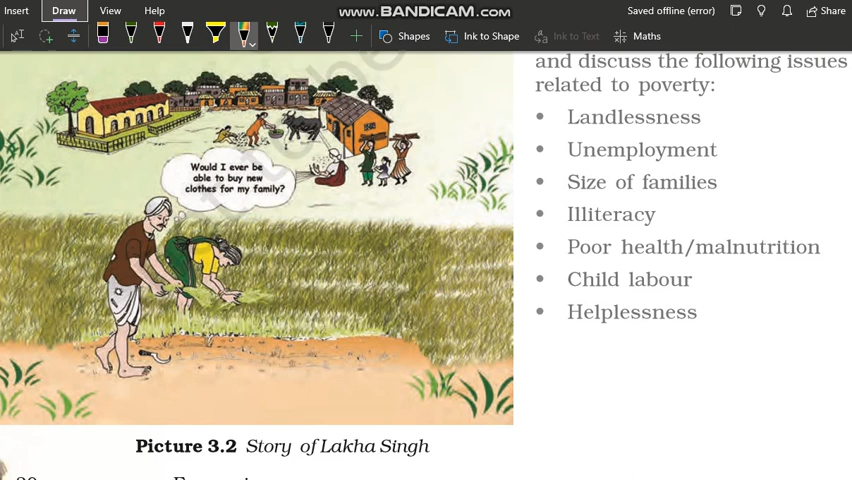 Insert Draw View Help
WWW.BANDICAM.COM
Saved offline (error)
Share
Shapes
Ink to Shape
Ink to Text
Maths
and discuss the following issues
related to poverty:
• Landlessness
• Unemployment
• Size of families
• Illiteracy
• Poor health/malnutrition
• Child labour
• Helplessness
Would I ever be
able to buy new
clothes for my family?
Picture 3.2 Story of Lakha Singh